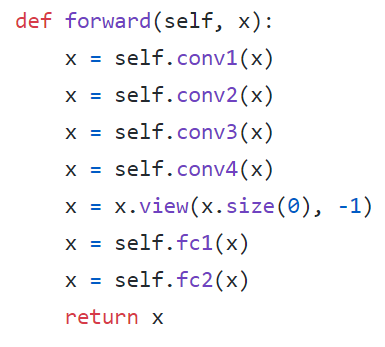 def forward(self, x):
    x = self.conv1(x)
    x = self.conv2(x)
    x = self.conv3(x)
    x = self.conv4(x)
    x = x.view(x.size(0), -1)
    x = self.fc1(x)
    x = self.fc2(x)
    return x